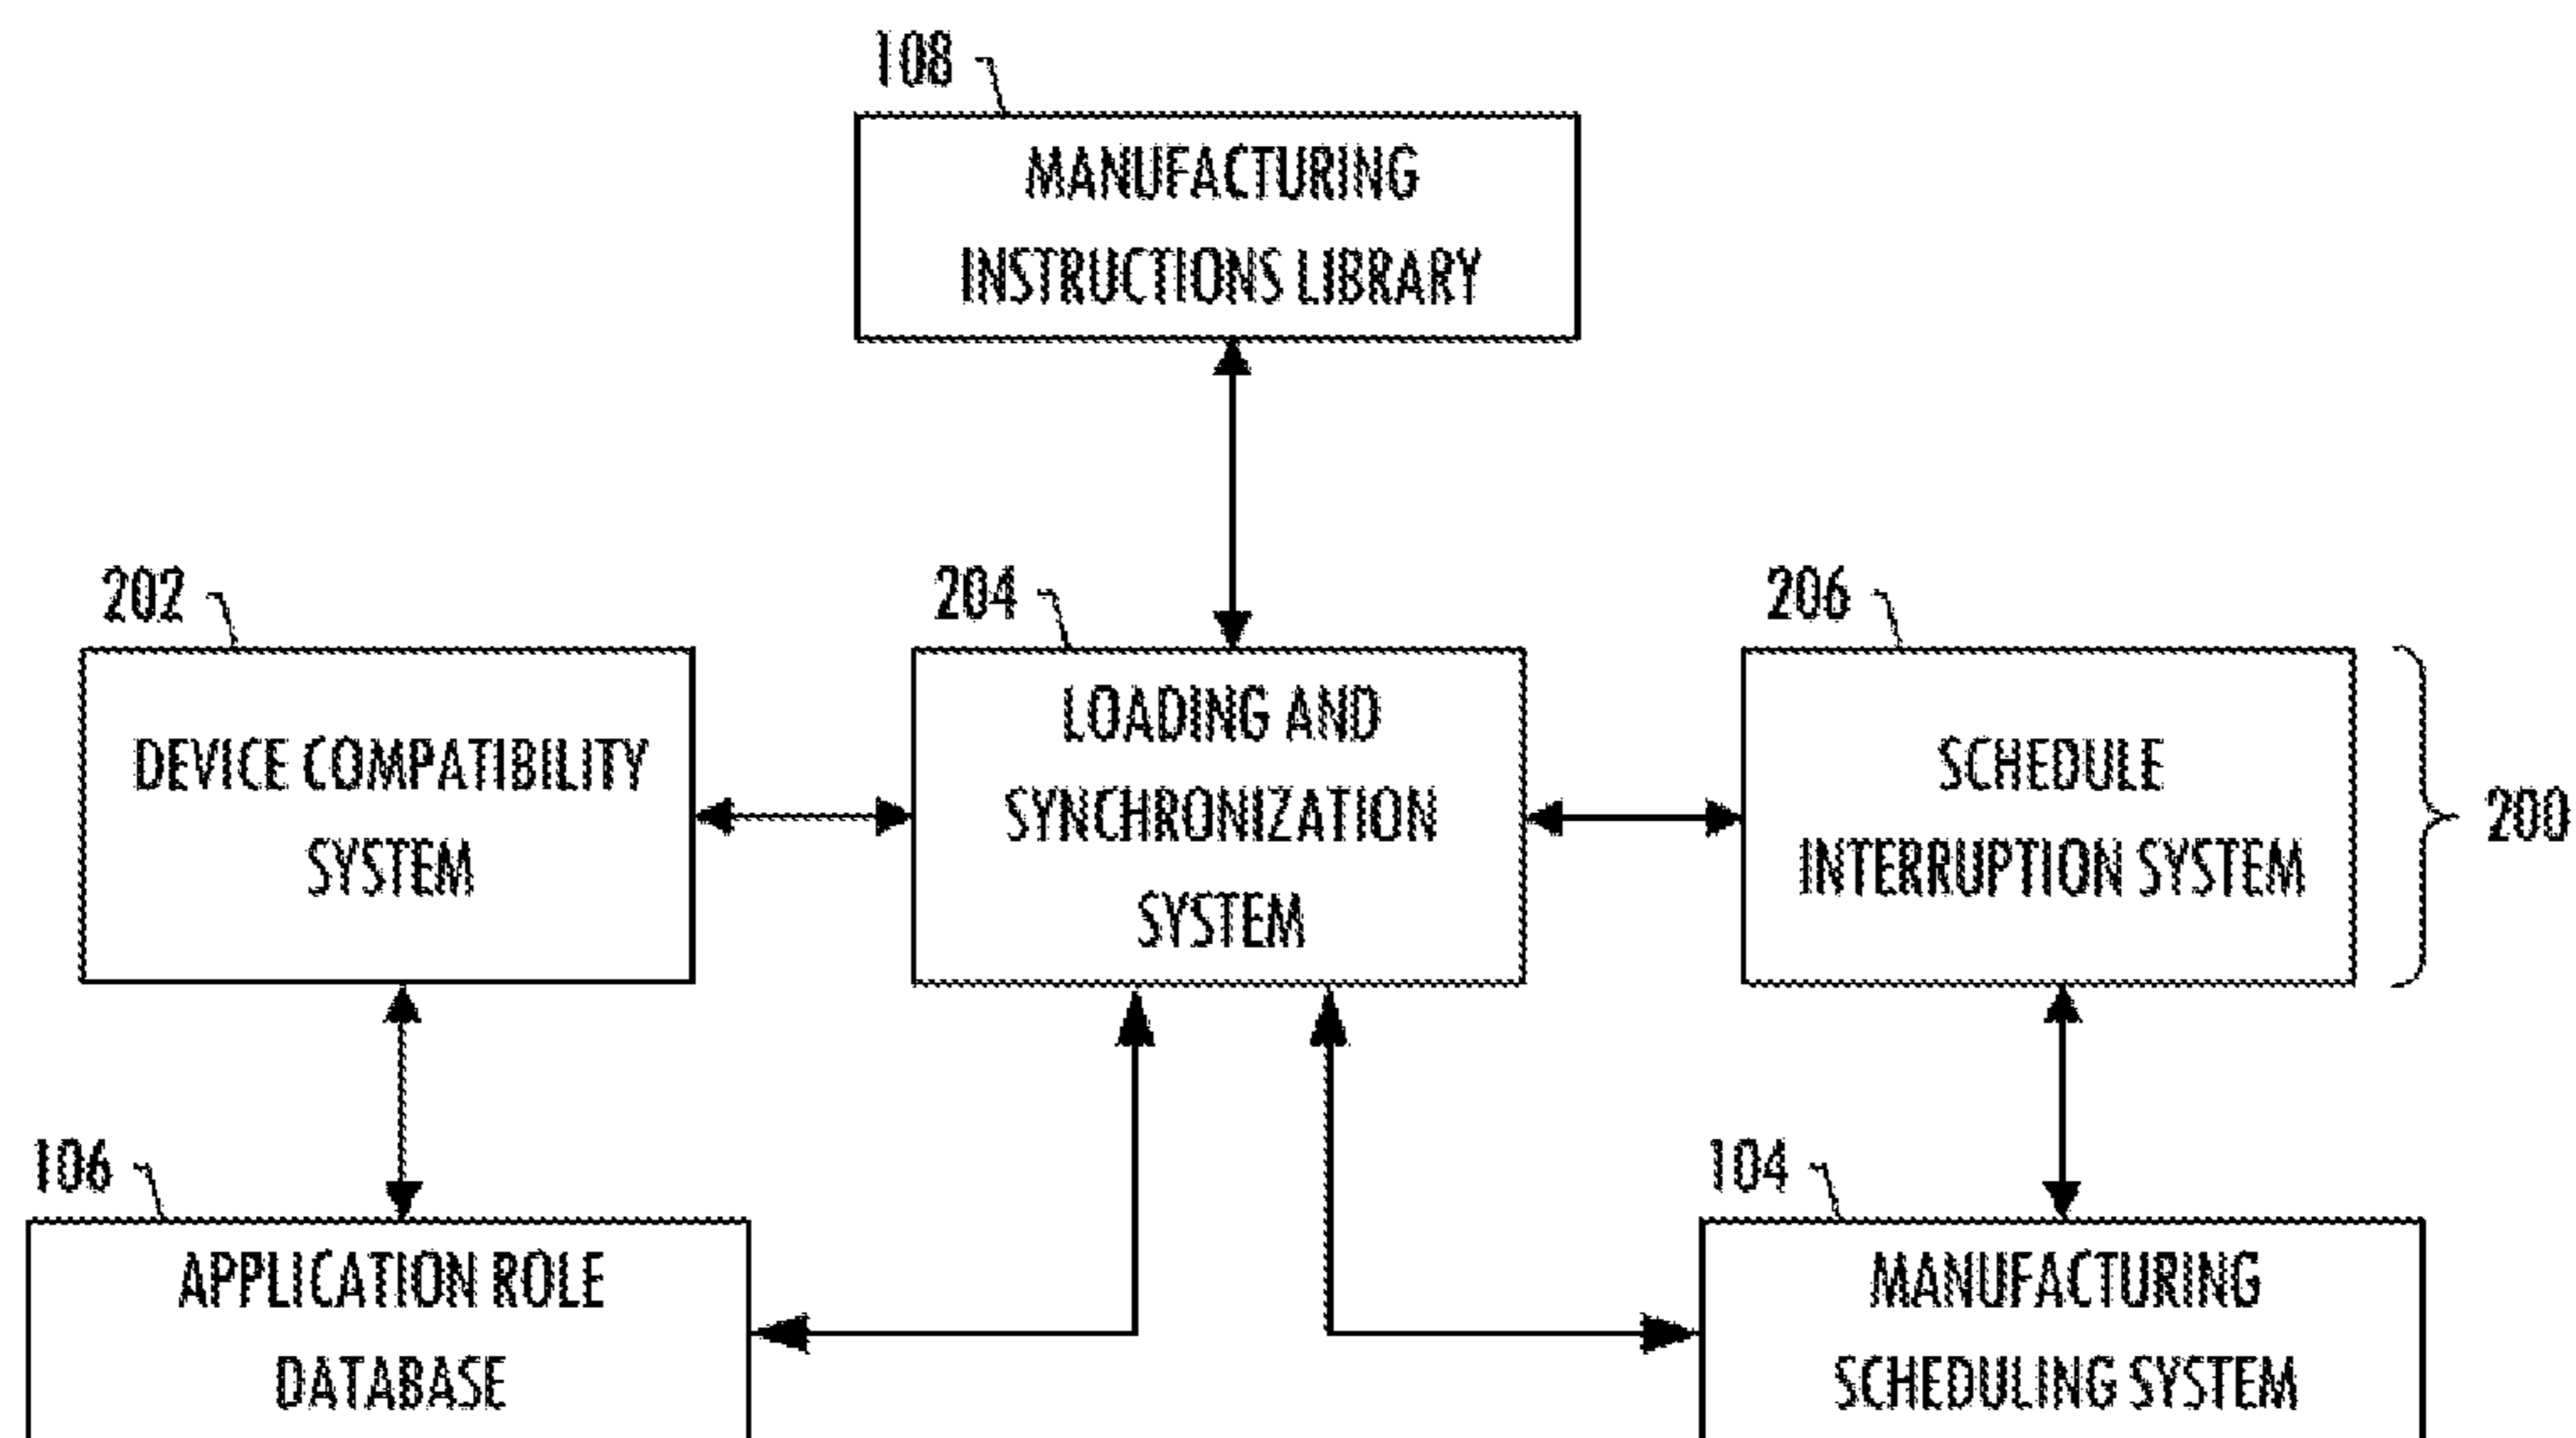 108
MANUFACTURING
INSTRUCTIONS LIBRARY
202
204
206
DEVICE COMPATIBILITY
SYSTEM
LOADING AND
SYNCHRONIZATION
SYSTEM
SCHEDULE
INTERRUPTION SYSTEM
200
106
104
APPLICATION ROLE
DATABASE
MANUFACTURING
SCHEDULING SYSTEM